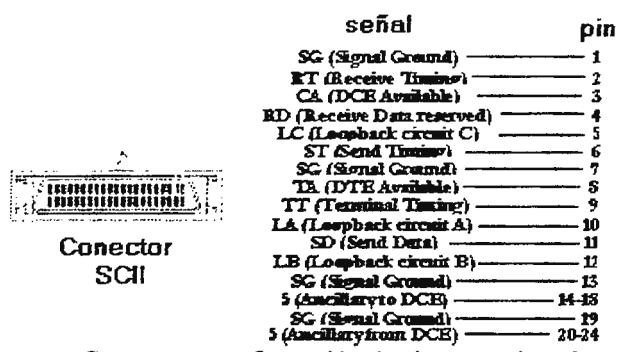 señal pin
SG (Signal Ground) 1
RT (Receive Timing) 2
CA (DCE Available) 3
RD (Receive Data reserved) 4
LC (Loopback circuit C) 5
ST (Send Timing) 6
SG (Signal Ground) 7
TA (DTE Available) 8
TT (Terminal Timing) 9
LA (Loopback circuit A) 10
SD (Send Data) 11
LB (Loopback circuit B) 12
SG (Signal Ground) 13
5 (Ancillary to DCE) 14-18
SG (Signal Ground) 19
5 (Ancillary from DCE) 20-24
Conector
SCII